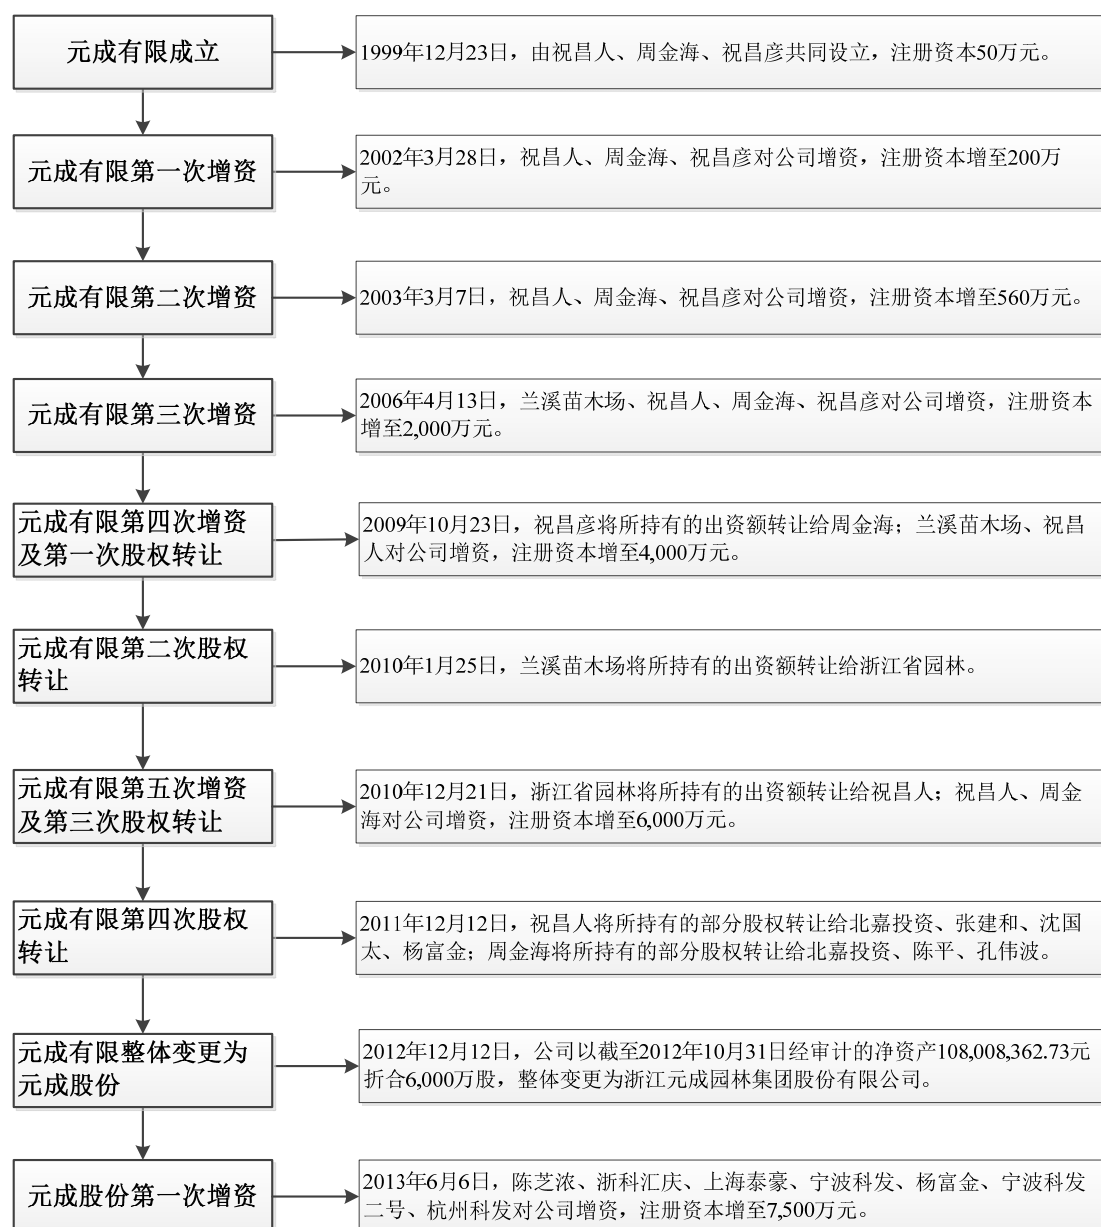 元成有限成立
1999年12月23日，由祝昌人、周金海、祝昌彦共同设立，注册资本50万元。
元成有限第一次增资
2002年3月28日，祝昌人、周金海、祝昌彦对公司增资，注册资本增至200万
元。
元成有限第二次增资
2003年3月7日，祝昌人、周金海、祝昌彦对公司增资，注册资本增至560万元。
元成有限第三次增资
2006年4月13日，兰溪苗木场、祝昌人、周金海、祝昌彦对公司增资，注册资本
增至2,000万元。
元成有限第四次增资
及第一次股权转让
2009年10月23日，祝昌彦将所持有的出资额转让给周金海；兰溪苗木场、祝昌
人对公司增资，注册资本增至4,000万元。
元成有限第二次股权
转让
2010年1月25日，兰溪苗木场将所持有的出资额转让给浙江省园林。
元成有限第五次增资
及第三次股权转让
2010年12月21日，浙江省园林将所持有的出资额转让给祝昌人；祝昌人、周金
海对公司增资，注册资本增至6,000万元。
元成有限第四次股权
转让
2011年12月12日，祝昌人将所持有的部分股权转让给北嘉投资、张建和、沈国
太、杨富金；周金海将所持有的部分股权转让给北嘉投资、陈平、孔伟波。
元成有限整体变更为
元成股份
2012年12月12日，公司以截至2012年10月31日经审计的净资产108,008,362.73元
折合6,000万股，整体变更为浙江元成园林集团股份有限公司。
元成股份第一次增资
2013年6月6日，陈芝浓、浙科汇庆、上海泰豪、宁波科发、杨富金、宁波科发
二号、杭州科发对公司增资，注册资本增至7,500万元。